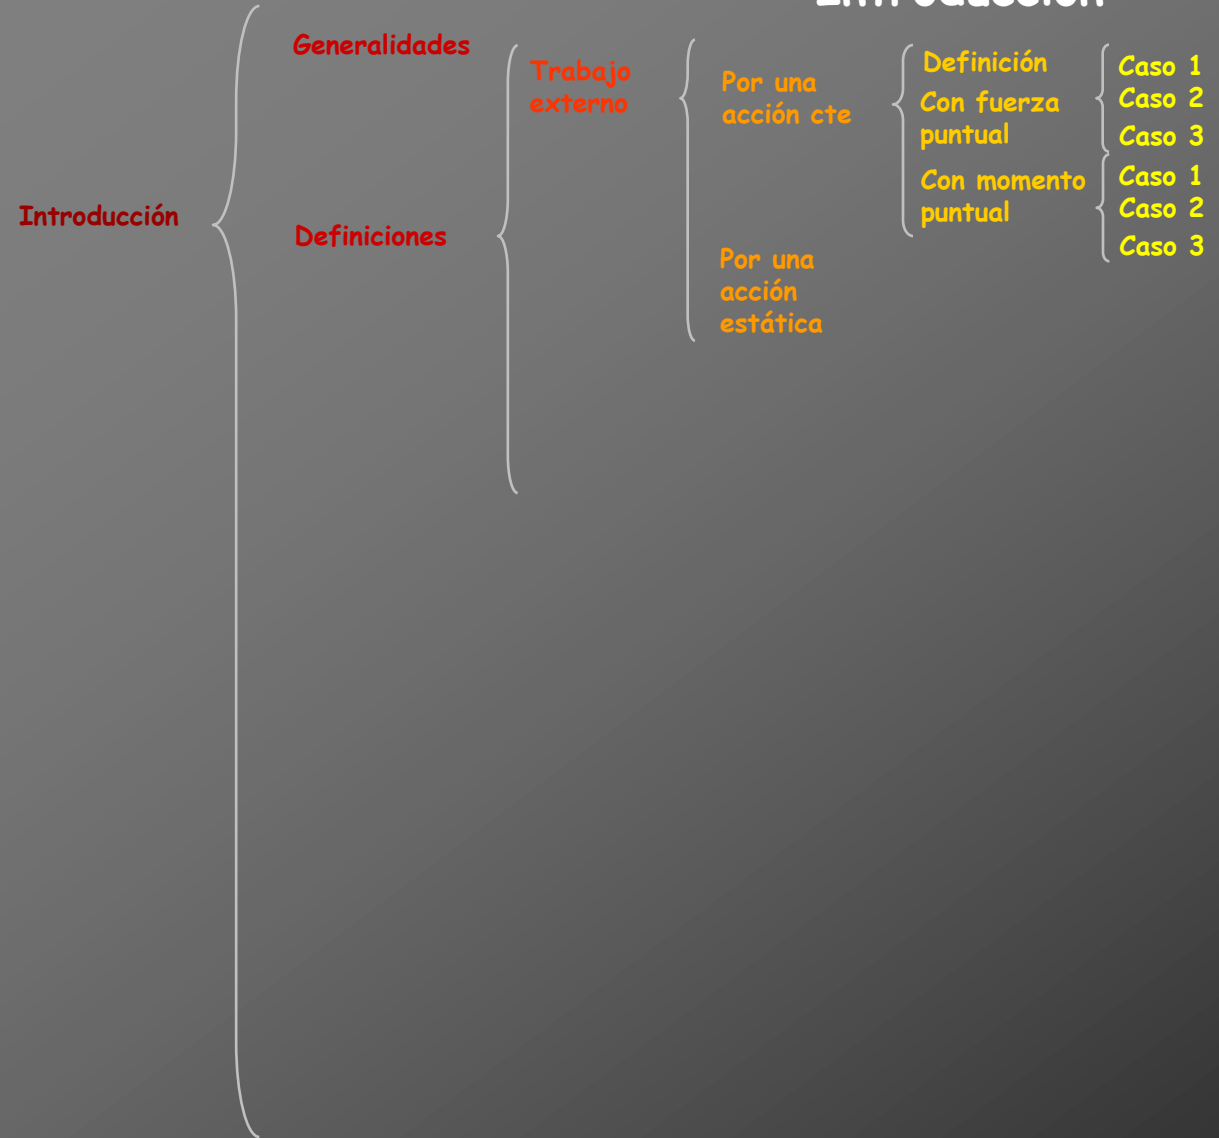 Introducción
Generalidades
Trabajo
externo
Por una
acción cte
Definición
Con fuerza
puntual
Caso 1
Caso 2
Caso 3
Con momento
puntual
Caso 1
Caso 2
Caso 3
Introducción
Definiciones
Por una
acción
estática